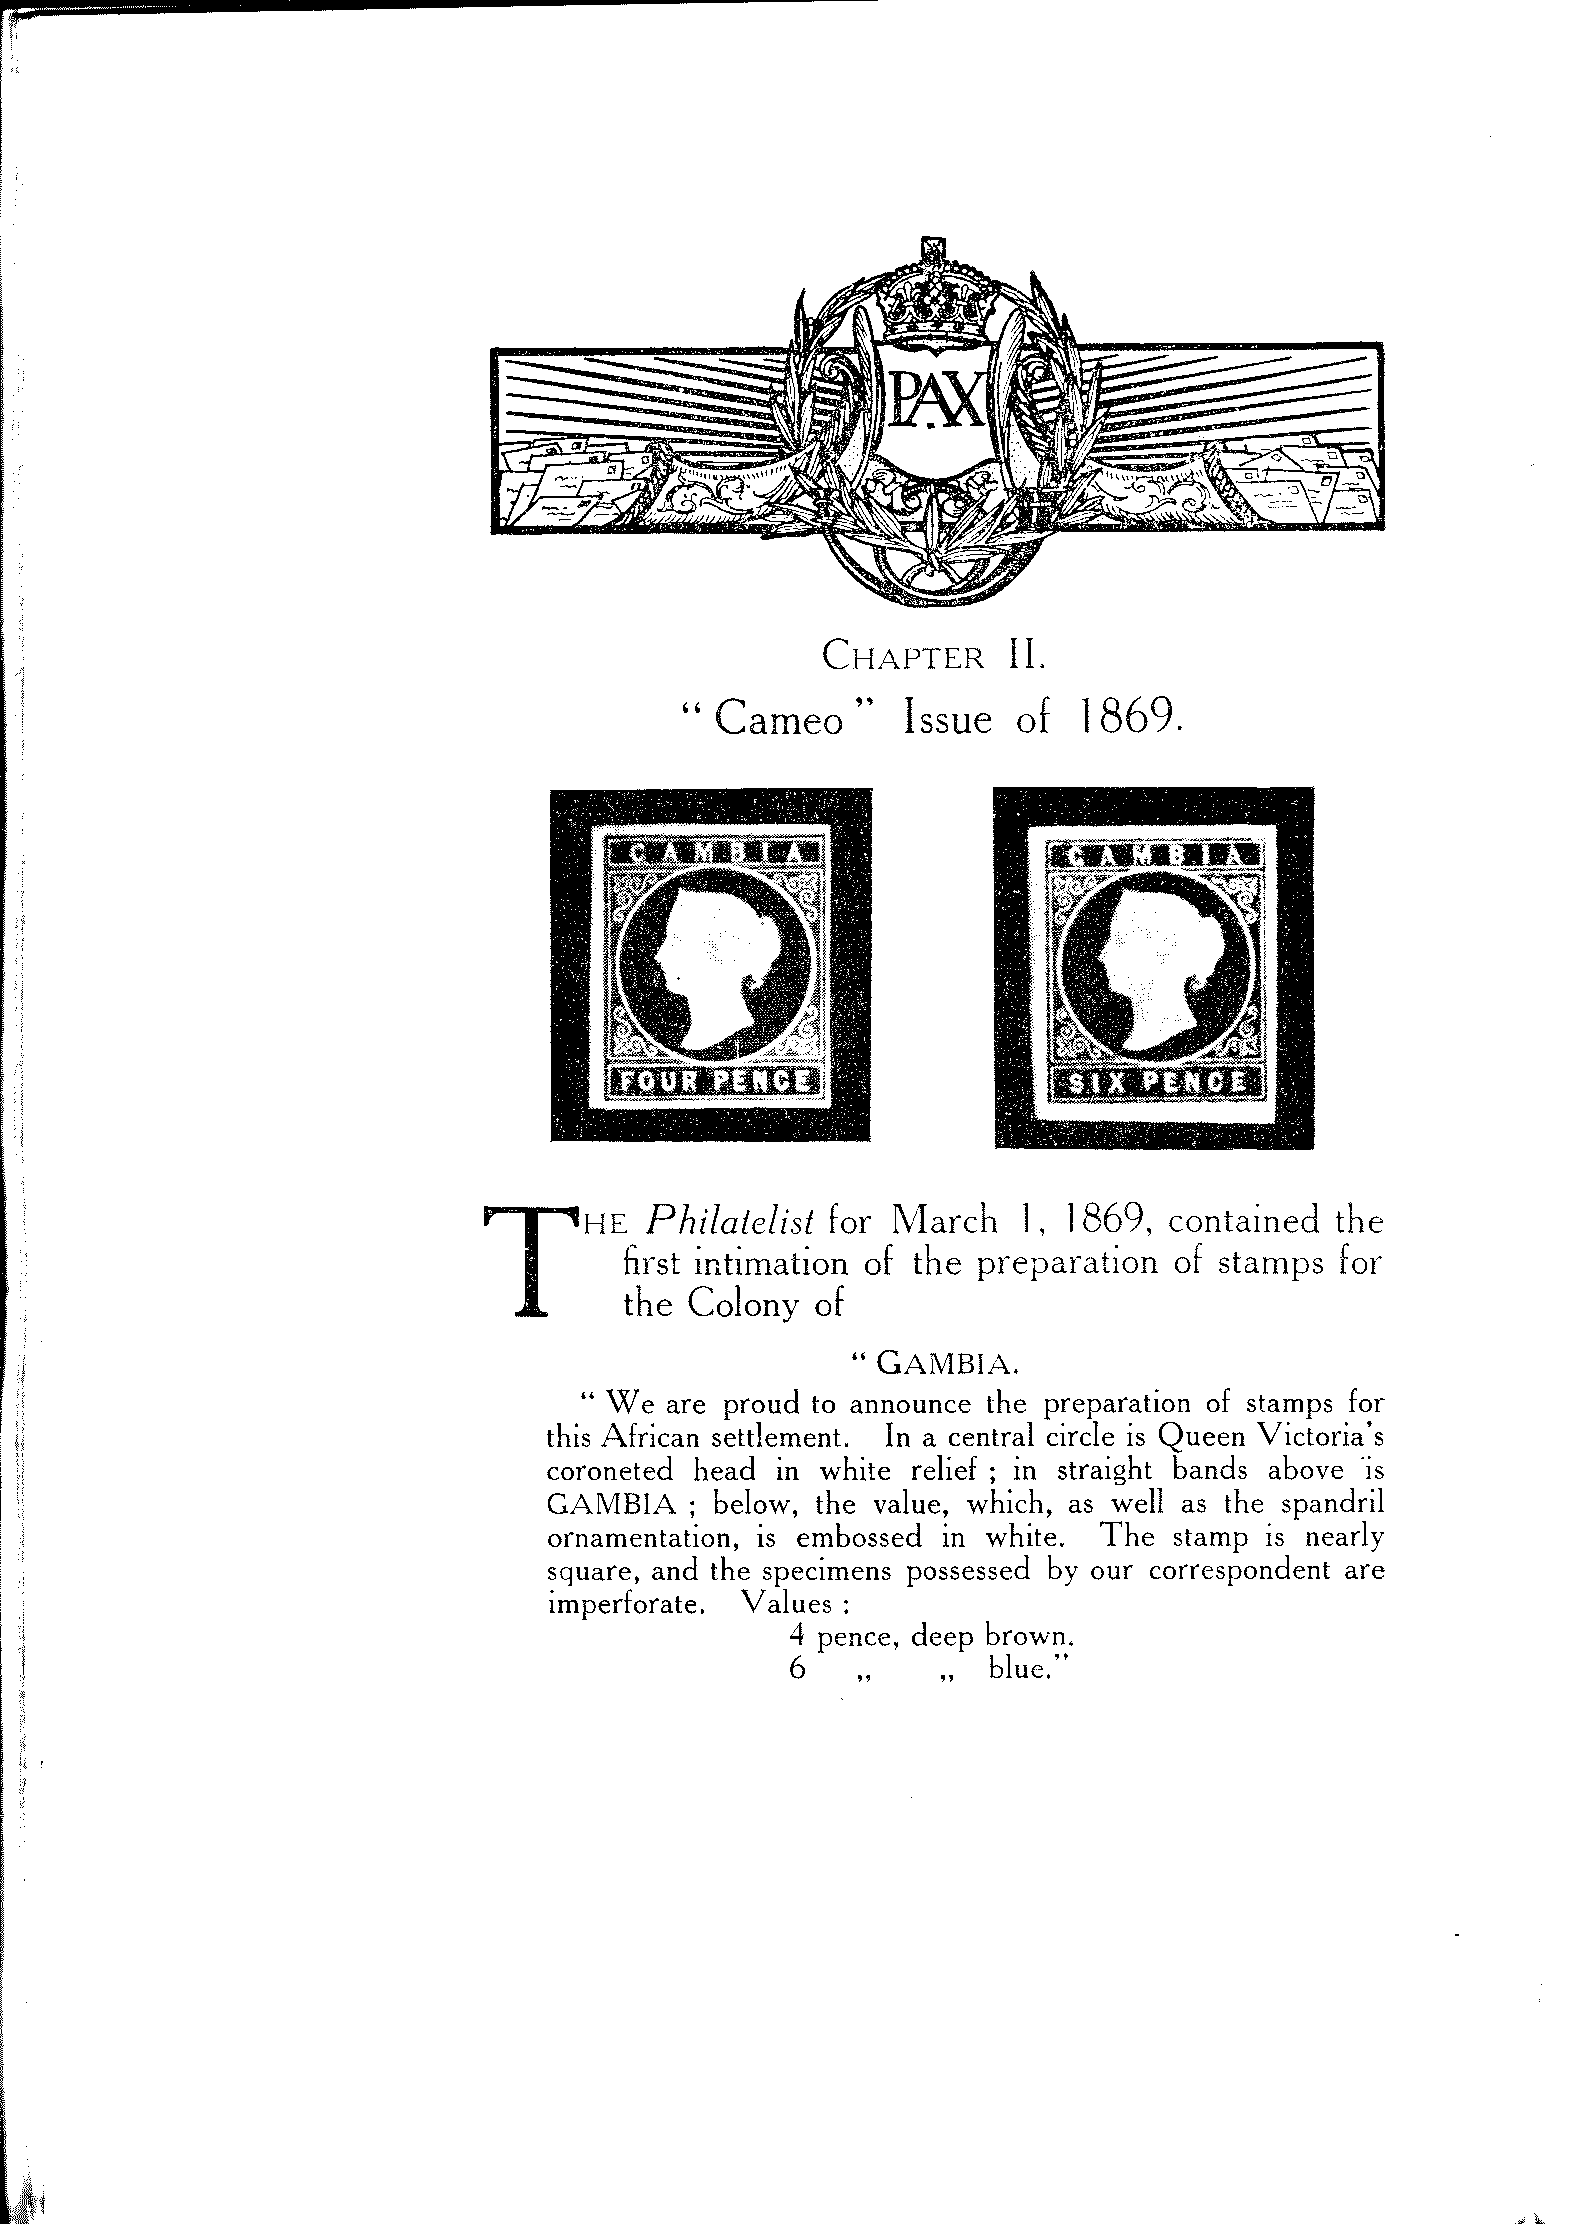 PAX
CHAPTER II.
“Cameo” Issue of 1869.
GAMBIA
FOUR PENCE
GAMBIA
SIX PENCE
THE Philatelist for March 1, 1869, contained the
first intimation of the preparation of stamps for
the Colony of
“GAMBIA.
“We are proud to announce the preparation of stamps for
this African settlement. In a central circle is Queen Victoria's
coroneted head in white relief ; in straight bands above is
GAMBIA ; below, the value, which, as well as the spandril
ornamentation, is embossed in white. The stamp is nearly
square, and the specimens possessed by our correspondent are
imperforate. Values :
4 pence, deep brown.
6 „ „ blue.”